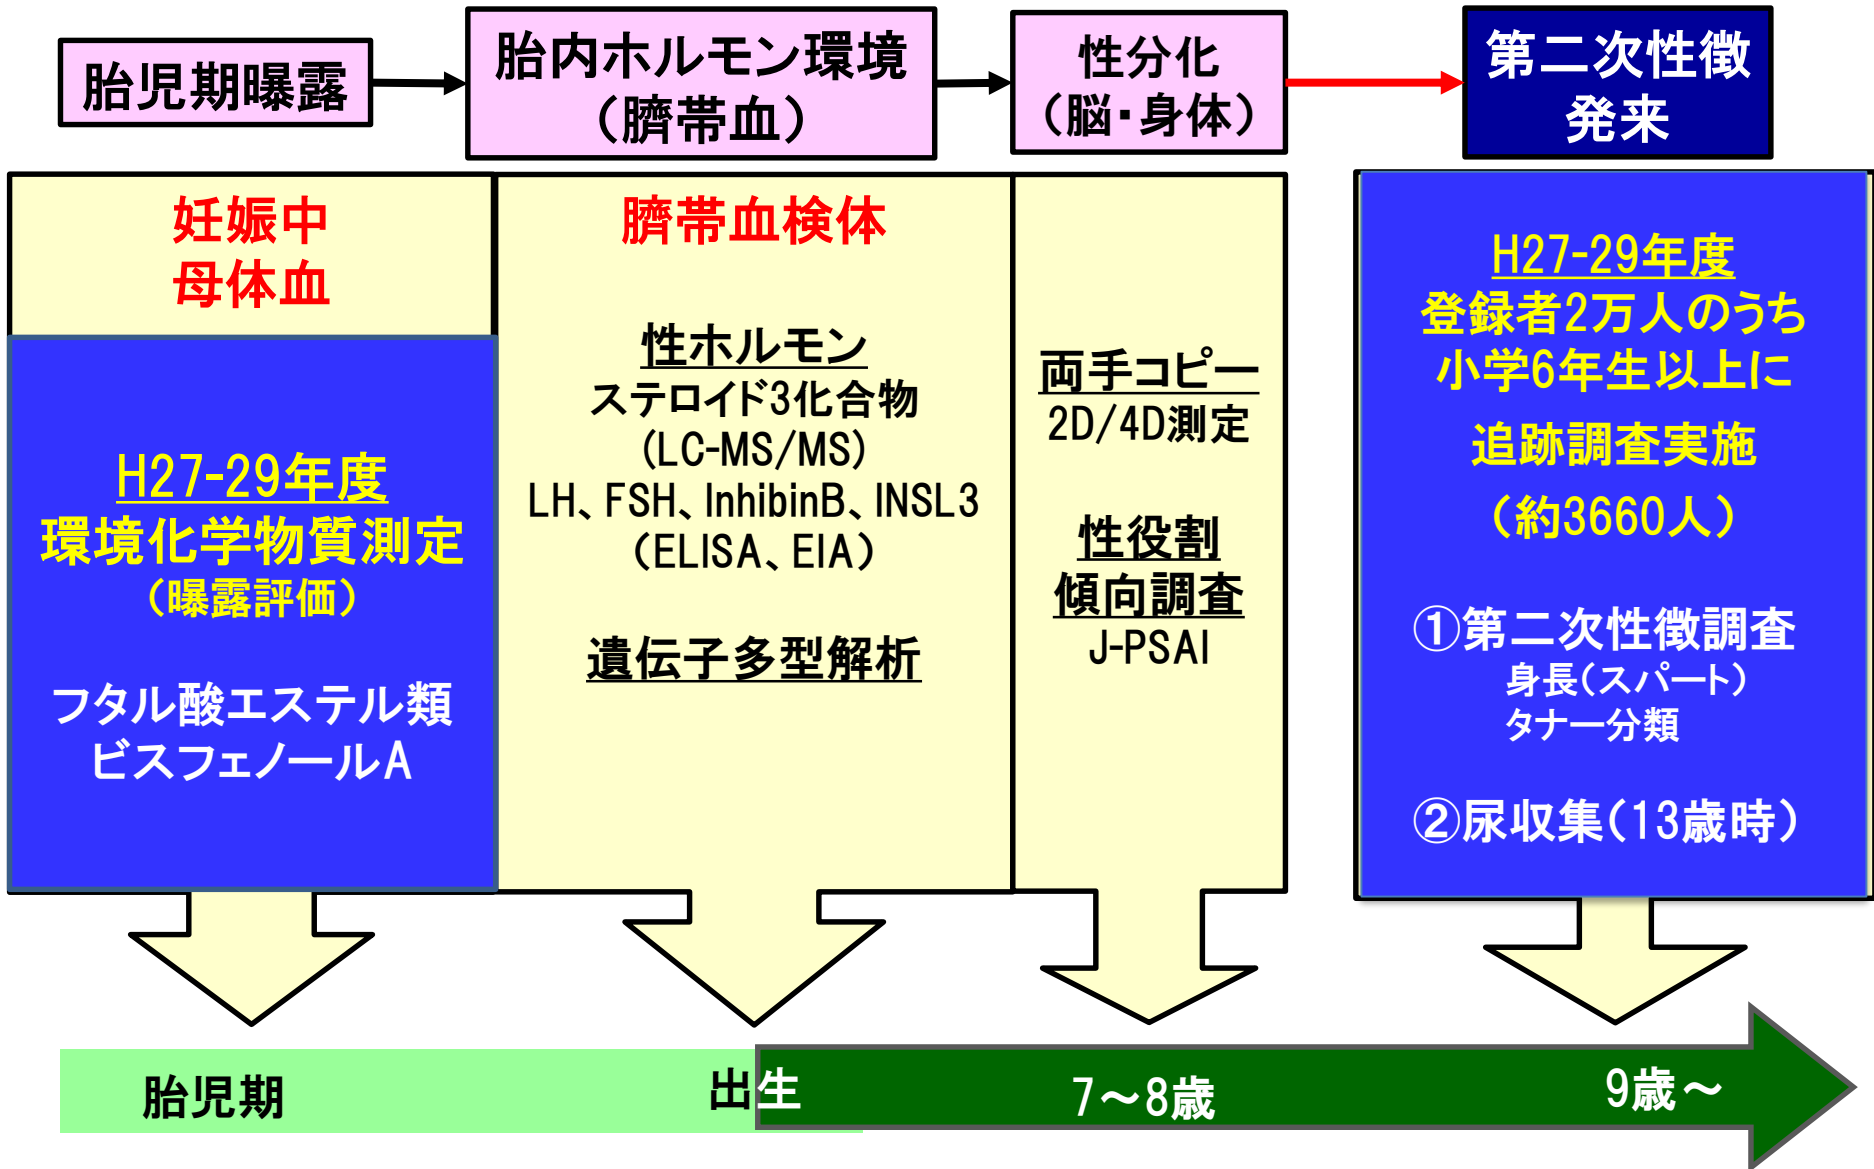 胎児期曝露
胎内ホルモン環境
（臍帯血）
性分化
（脳・身体）
第二次性徴
発来
妊娠中
母体血
H27-29年度
環境化学物質測定
（曝露評価）
フタル酸エステル類
ビスフェノールA
臍帯血検体
性ホルモン
ステロイド3化合物
(LC-MS/MS)
LH、FSH、InhibinB、INSL3
（ELISA、EIA）
遺伝子多型解析
両手コピー
2D/4D測定
性役割
傾向調査
J-PSAI
H27-29年度
登録者2万人のうち
小学6年生以上に
追跡調査実施
（約3660人）
①第二次性徴調査
身長（スパート）
タナー分類
②尿収集（13歳時）
胎児期
出生
7～8歳
9歳～